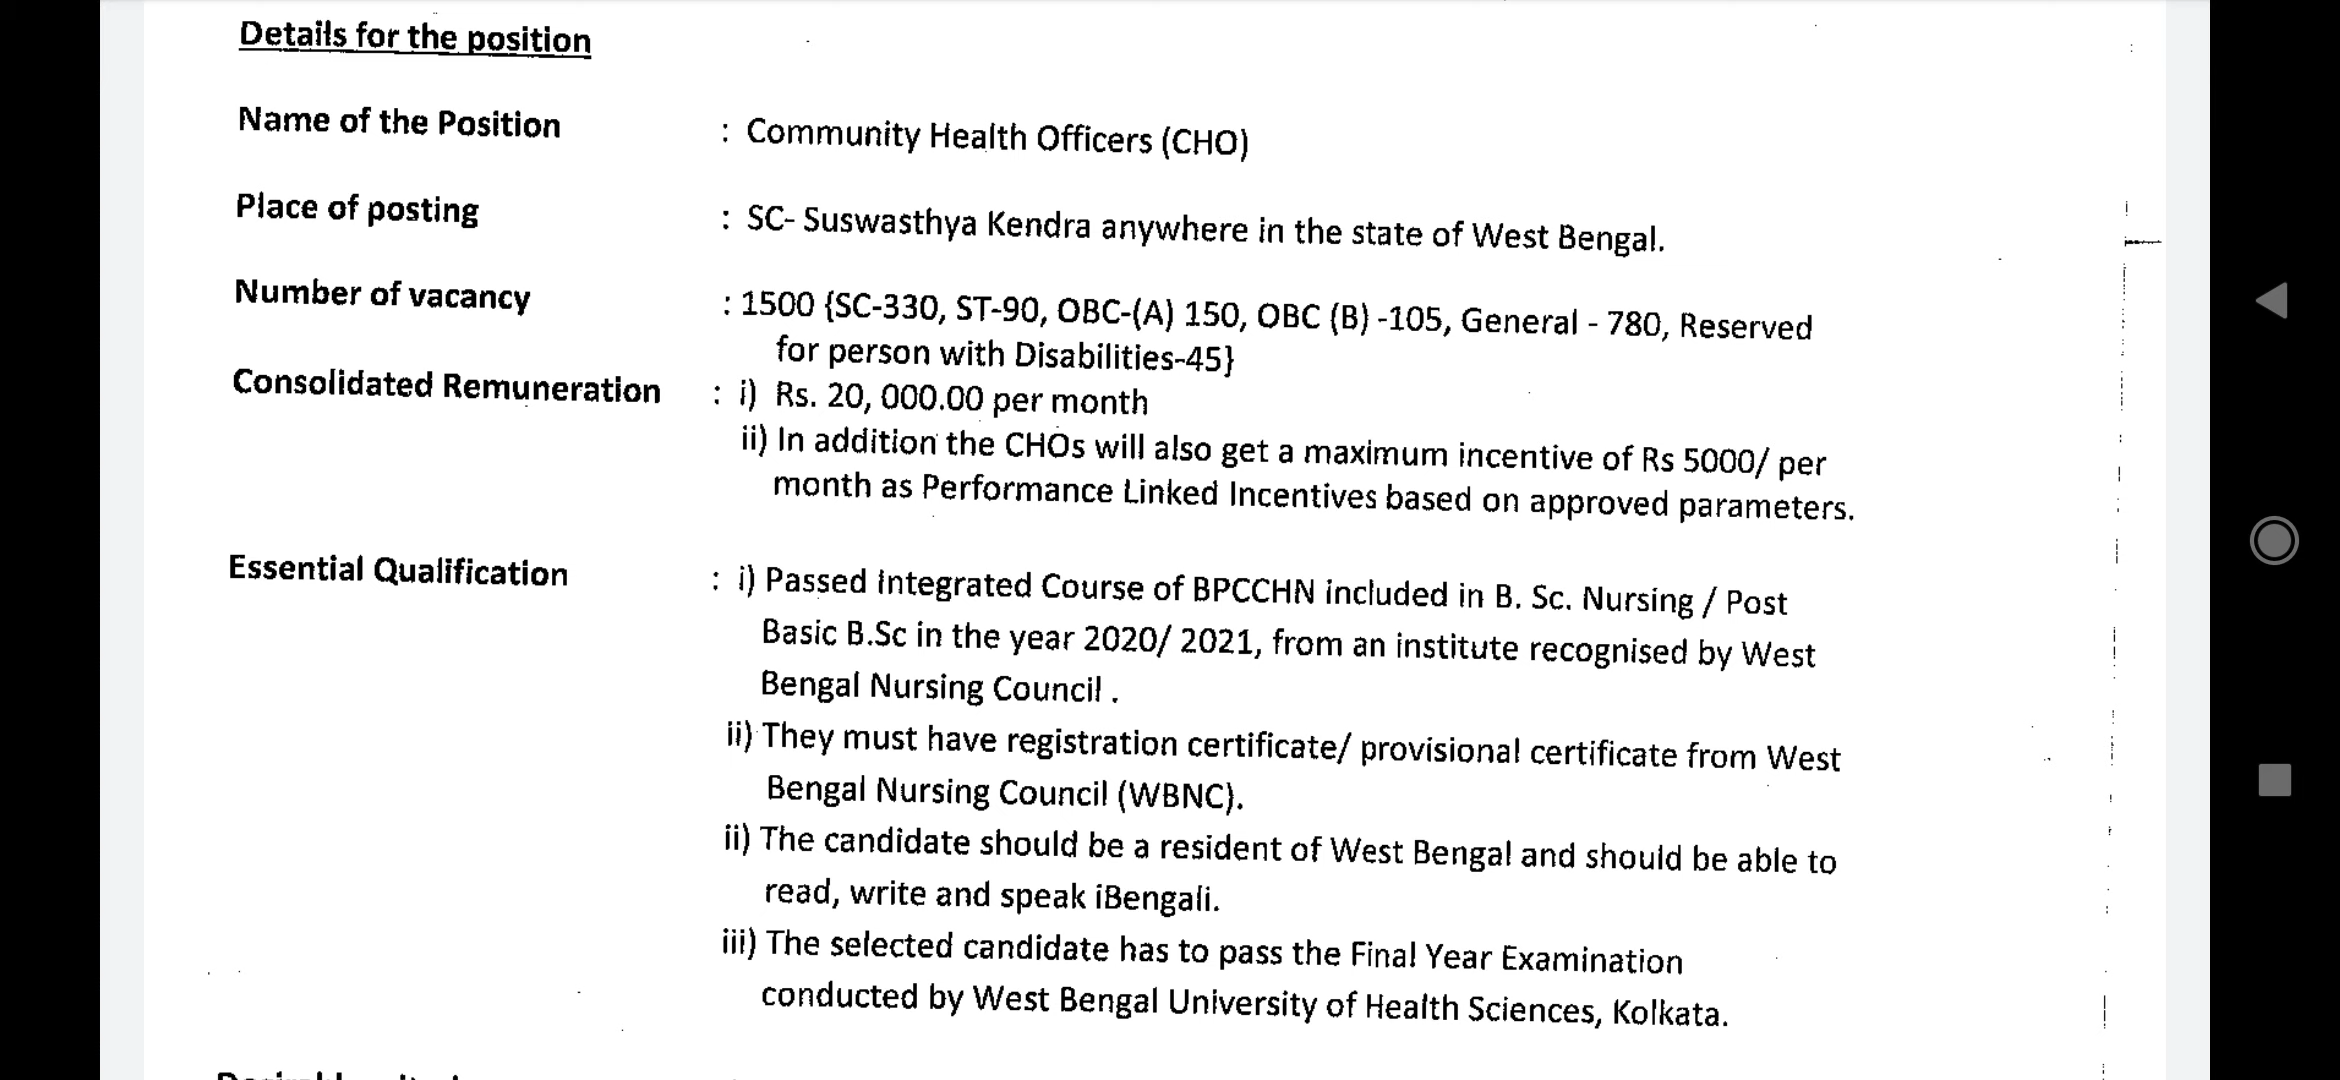 Details for the position
Name of the Position : Community Health Officers (CHO)
Place of posting : SC- Suswasthya Kendra anywhere in the state of West Bengal.
Number of vacancy : 1500 {SC-330, ST-90, OBC-(A) 150, OBC (B) -105, General - 780, Reserved
for person with Disabilities-45}
Consolidated Remuneration : i) Rs. 20, 000.00 per month
ii) In addition the CHOs will also get a maximum incentive of Rs 5000/ per
month as Performance Linked Incentives based on approved parameters.
Essential Qualification : i) Passed Integrated Course of BPCCHN included in B. Sc. Nursing / Post
Basic B.Sc in the year 2020/ 2021, from an institute recognised by West
Bengal Nursing Council .
ii) They must have registration certificate/ provisional certificate from West
Bengal Nursing Council (WBNC).
ii) The candidate should be a resident of West Bengal and should be able to
read, write and speak iBengali.
iii) The selected candidate has to pass the Final Year Examination
conducted by West Bengal University of Health Sciences, Kolkata.